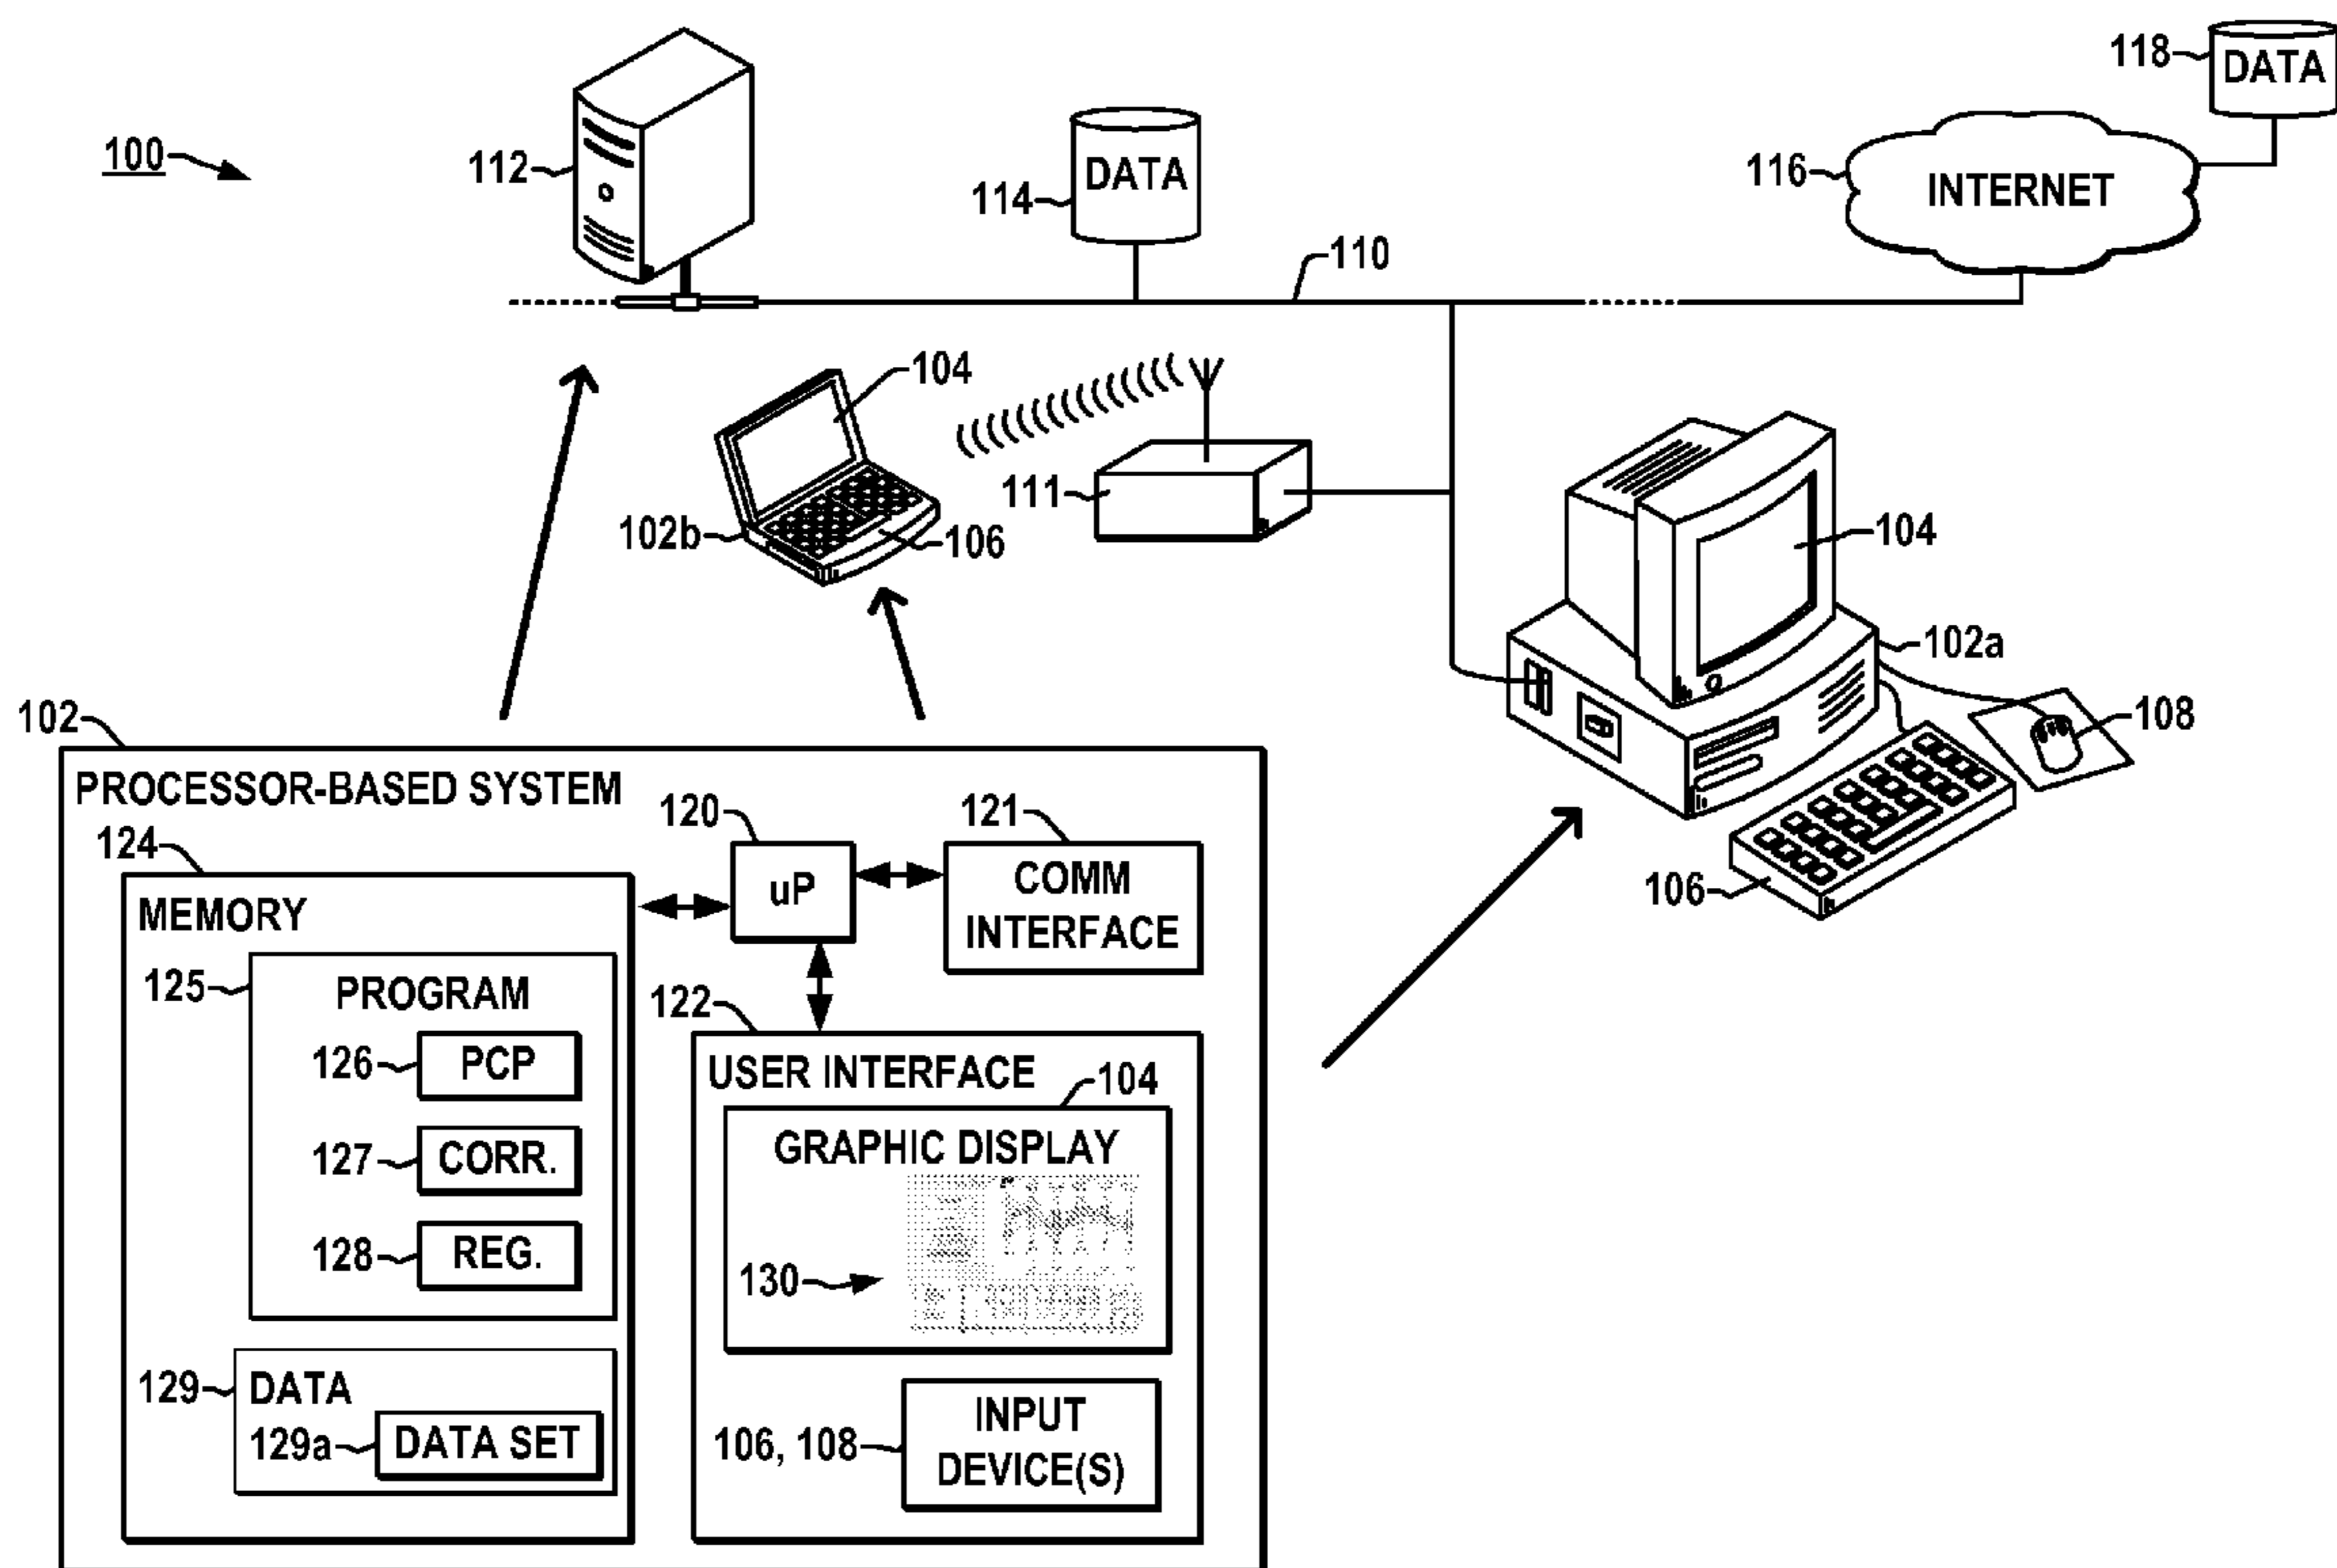 118
DATA
100
112
114
DATA
116
INTERNET
110
104
111
102b
106
104
102a
108
106
102
PROCESSOR-BASED SYSTEM
120
uP
121
COMM
INTERFACE
124
MEMORY
125
PROGRAM
126
PCP
127
CORR.
128
REG.
129
DATA
129a
DATA SET
122
USER INTERFACE
104
GRAPHIC DISPLAY
130
106, 108
INPUT
DEVICE(S)